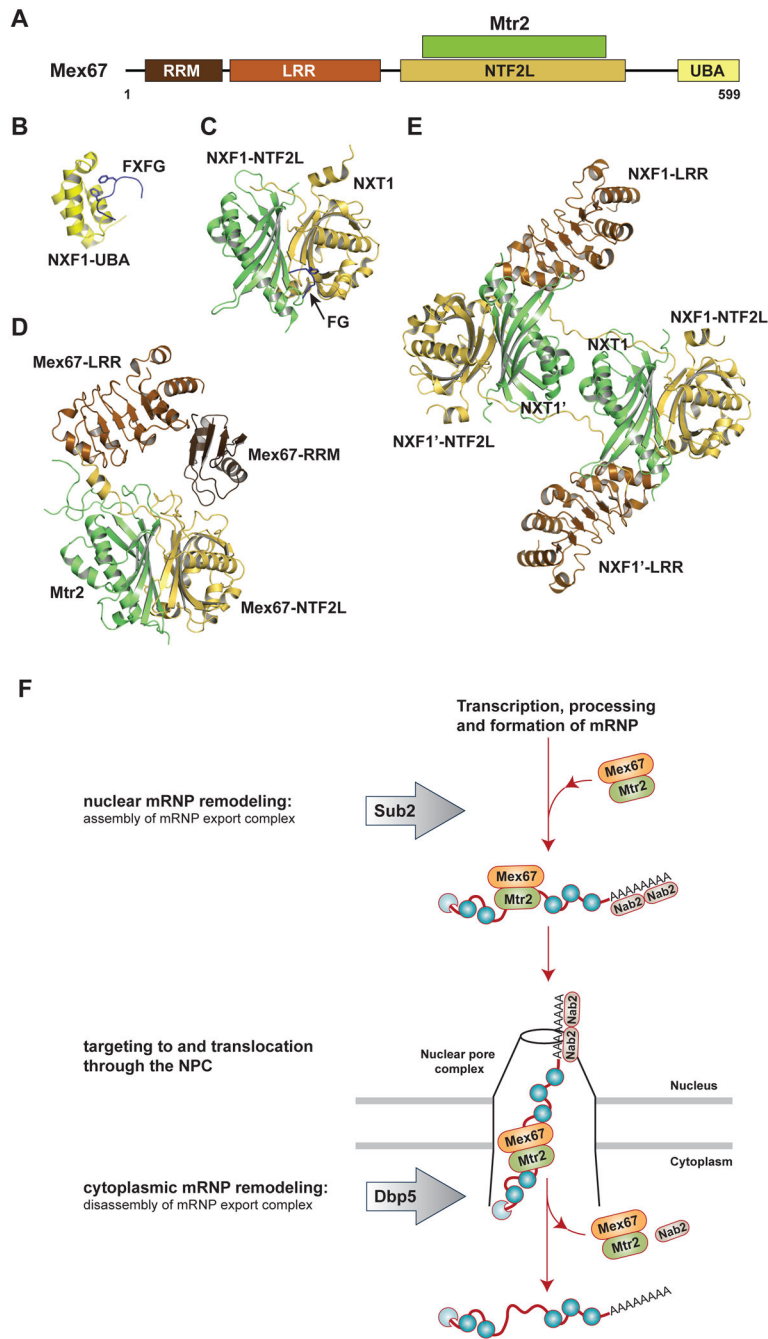 A
Mtr2
Mex67
RRM
LRR
NTF2L
UBA
1
599
B
FXFG
NXF1-UBA
C
NXF1-NTF2L
NXT1
FG
D
Mex67-LRR
Mex67-RRM
Mtr2
Mex67-NTF2L
E
NXF1-LRR
NXF1-NTF2L
NXT1
NXT1'
NXF1'-NTF2L
NXF1'-LRR
F
Transcription, processing
and formation of mRNP
Mex67
Mtr2
nuclear mRNP remodeling:
assembly of mRNP export complex
Sub2
Mex67
Mtr2
AAAAAAAA
Nab2
Nab2
AAAAAAAA
Nab2
Nab2
targeting to and translocation
through the NPC
Nuclear pore
complex
Nucleus
Mex67
Mtr2
Cytoplasm
cytoplasmic mRNP remodeling:
disassembly of mRNP export complex
Dbp5
Mex67
Mtr2
Nab2
AAAAAAAA